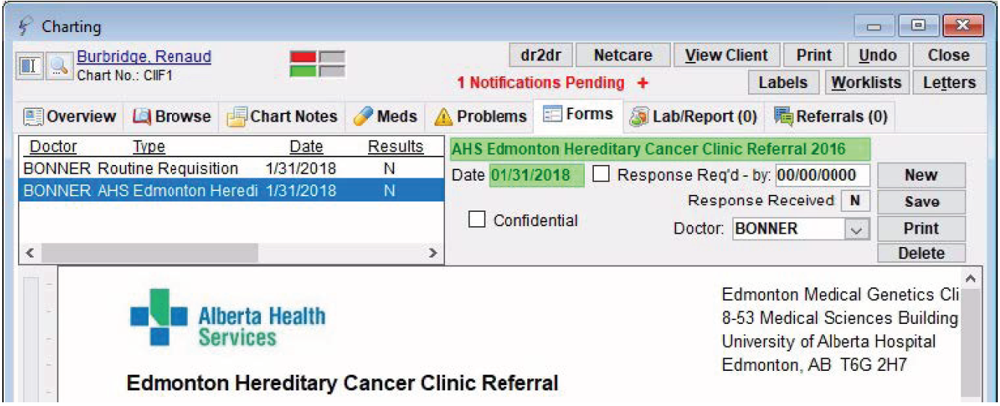 Charting
Burbridge, Renaud
Chart No.: CIIF1
dr2dr Netcare View Client Print Undo Close
1 Notifications Pending + Labels Worklists Letters
Overview Browse Chart Notes Meds Problems Forms Lab/Report (0) Referrals (0)
Doctor Type Date Results
BONNER Routine Requisition 1/31/2018 N
BONNER AHS Edmonton Heredi 1/31/2018 N
AHS Edmonton Hereditary Cancer Clinic Referral 2016
Date 01/31/2018 Response Req'd - by: 00/00/0000
Response Received N
Confidential
Doctor: BONNER
New
Save
Print
Delete
Alberta Health
Services
Edmonton Medical Genetics Cli
8-53 Medical Sciences Building
University of Alberta Hospital
Edmonton, AB T6G 2H7
Edmonton Hereditary Cancer Clinic Referral